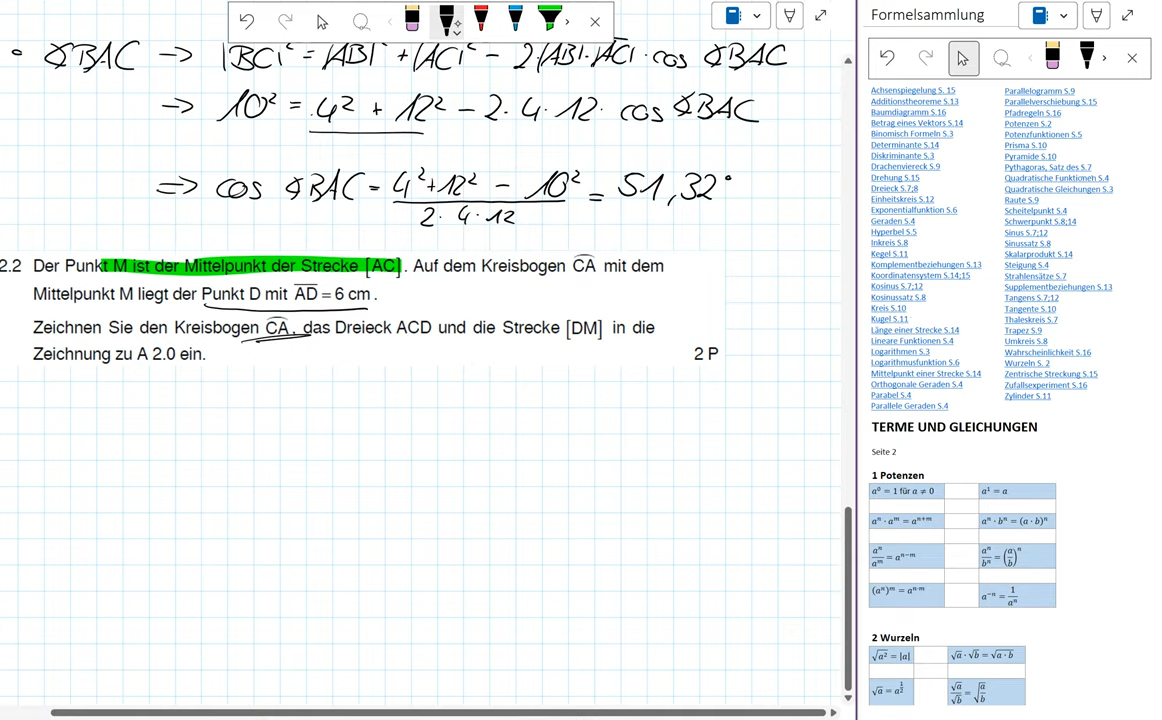 Formelsammlung
• ∢BAC → |BC|² = |AB|² + |AC|² − 2·|AB|·|AC| · cos ∢BAC
→ 10² = 4² + 12² − 2· 4· 12· cos ∢BAC
=> cos ∢BAC = (4² + 12² − 10²) / (2· 4· 12) = 51,32°
2.2 Der Punkt M ist der Mittelpunkt der Strecke [AC]. Auf dem Kreisbogen CA mit dem
Mittelpunkt M liegt der Punkt D mit AD = 6 cm .
Zeichnen Sie den Kreisbogen CA, das Dreieck ACD und die Strecke [DM] in die
Zeichnung zu A 2.0 ein. 2 P
Achsenspiegelung S. 15
Additionstheoreme S.13
Baumdiagramm S.16
Betrag eines Vektors S.14
Binomisch Formeln S.3
Determinante S.14
Diskriminante S.3
Drachenviereck S.9
Drehung S.15
Dreieck S.7;8
Einheitskreis S.12
Exponentialfunktion S.6
Geraden S.4
Hyperbel S.5
Inkreis S.8
Kegel S.11
Komplementbeziehungen S.13
Koordinatensystem S.14;15
Kosinus S.7;12
Kosinussatz S.8
Kreis S.10
Kugel S.11
Länge einer Strecke S.14
Lineare Funktionen S.4
Logarithmen S.3
Logarithmusfunktion S.6
Mittelpunkt einer Strecke S.14
Orthogonale Geraden S.4
Parabel S.4
Parallele Geraden S.4
Parallelogramm S.9
Parallelverschiebung S.15
Pfadregeln S.16
Potenzen S.2
Potenzfunktionen S.5
Prisma S.10
Pyramide S.10
Pythagoras, Satz des S.7
Quadratische Funktionen S.4
Quadratische Gleichungen S.3
Raute S.9
Scheitelpunkt S.4
Schwerpunkt S.8;14
Sinus S.7;12
Sinussatz S.8
Skalarprodukt S.14
Steigung S.4
Strahlensätze S.7
Supplementbeziehungen S.13
Tangens S.7;12
Tangente S.10
Thaleskreis S.7
Trapez S.9
Umkreis S.8
Wahrscheinlichkeit S.16
Wurzeln S. 2
Zentrische Streckung S.15
Zufallsexperiment S.16
Zylinder S.11
TERME UND GLEICHUNGEN
Seite 2
1 Potenzen
a⁰ = 1 für a ≠ 0 a¹ = a
aⁿ · aᵐ = aⁿ⁺ᵐ aⁿ · bⁿ = (a · b)ⁿ
aⁿ/aᵐ = aⁿ⁻ᵐ aⁿ/bⁿ = (a/b)ⁿ
(aⁿ)ᵐ = aⁿ·ᵐ a⁻ⁿ = 1/aⁿ
2 Wurzeln
√a² = |a| √a · √b = √(a · b)
√a = a^(1/2) √a/√b = √(a/b)